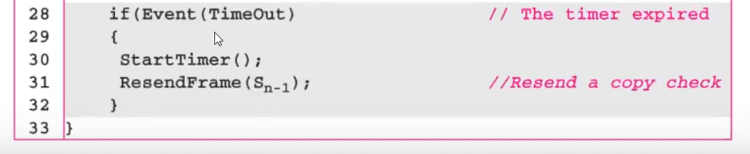 28 if(Event(TimeOut) // The timer expired
29 {
30 StartTimer();
31 ResendFrame(Sn-1); //Resend a copy check
32 }
33 }